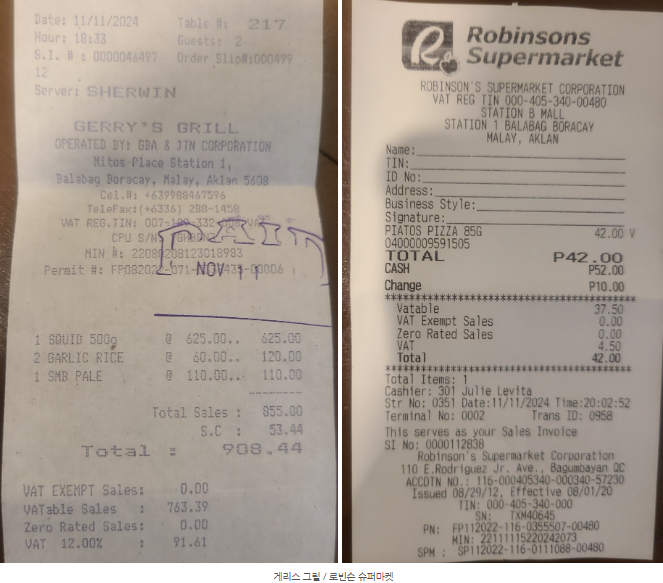 Date: 11/11/2024 Table #: 217
Hour: 18:33 Guests: 2
S.I. # : 0000046497 Order Slip#:000499
12
Server: SHERWIN
GERRY'S GRILL
OPERATED BY: GBA & JTN CORPORATION
Mitos Place Station 1,
Balabag Boracay, Malay, Aklan 5608
Cel.#: +639988467596
TeleFax:(+6336) 288-1458
VAT REG.TIN:
CPU S/N:
MIN #: 22080208123018983
Permit #:
PAID
NOV 11
1 SQUID 500g @ 625.00.. 625.00
2 GARLIC RICE @ 60.00.. 120.00
1 SMB PALE @ 110.00.. 110.00
--------
Total Sales : 855.00
S.C : 53.44
Total : 908.44
VAT EXEMPT Sales: 0.00
VATable Sales : 763.39
Zero Rated Sales: 0.00
VAT 12.00% : 91.61
R
Robinsons
Supermarket
ROBINSON'S SUPERMARKET CORPORATION
VAT REG TIN 000-405-340-00480
STATION B MALL
STATION 1 BALABAG BORACAY
MALAY, AKLAN
Name:
TIN:
ID No:
Address:
Business Style:
Signature:
PIATOS PIZZA 85G 42.00 V
04000009591505
TOTAL P42.00
CASH P52.00
Change P10.00
Vatable 37.50
VAT Exempt Sales 0.00
Zero Rated Sales 0.00
VAT 4.50
Total 42.00
Total Items: 1
Cashier: 301 Julie Levita
Str No: 0351 Date:11/11/2024 Time:20:02:52
Terminal No: 0002 Trans ID: 0958
This serves as your Sales Invoice
SI No: 0000112838
Robinson's Supermarket Corporation
110 E.Rodriguez Jr. Ave., Bagumbayan QC
ACCDTN NO.: 116-000405340-000340-57230
Issued 08/29/12, Effective 08/01/20
TIN: 000-405-340-000
SN: TXM40645
PN: FP112022-116-0355507-00480
MIN: 22111115220242073
SPM : SP112022-116-0111088-00480
게리스 그릴 / 로빈슨 슈퍼마켓